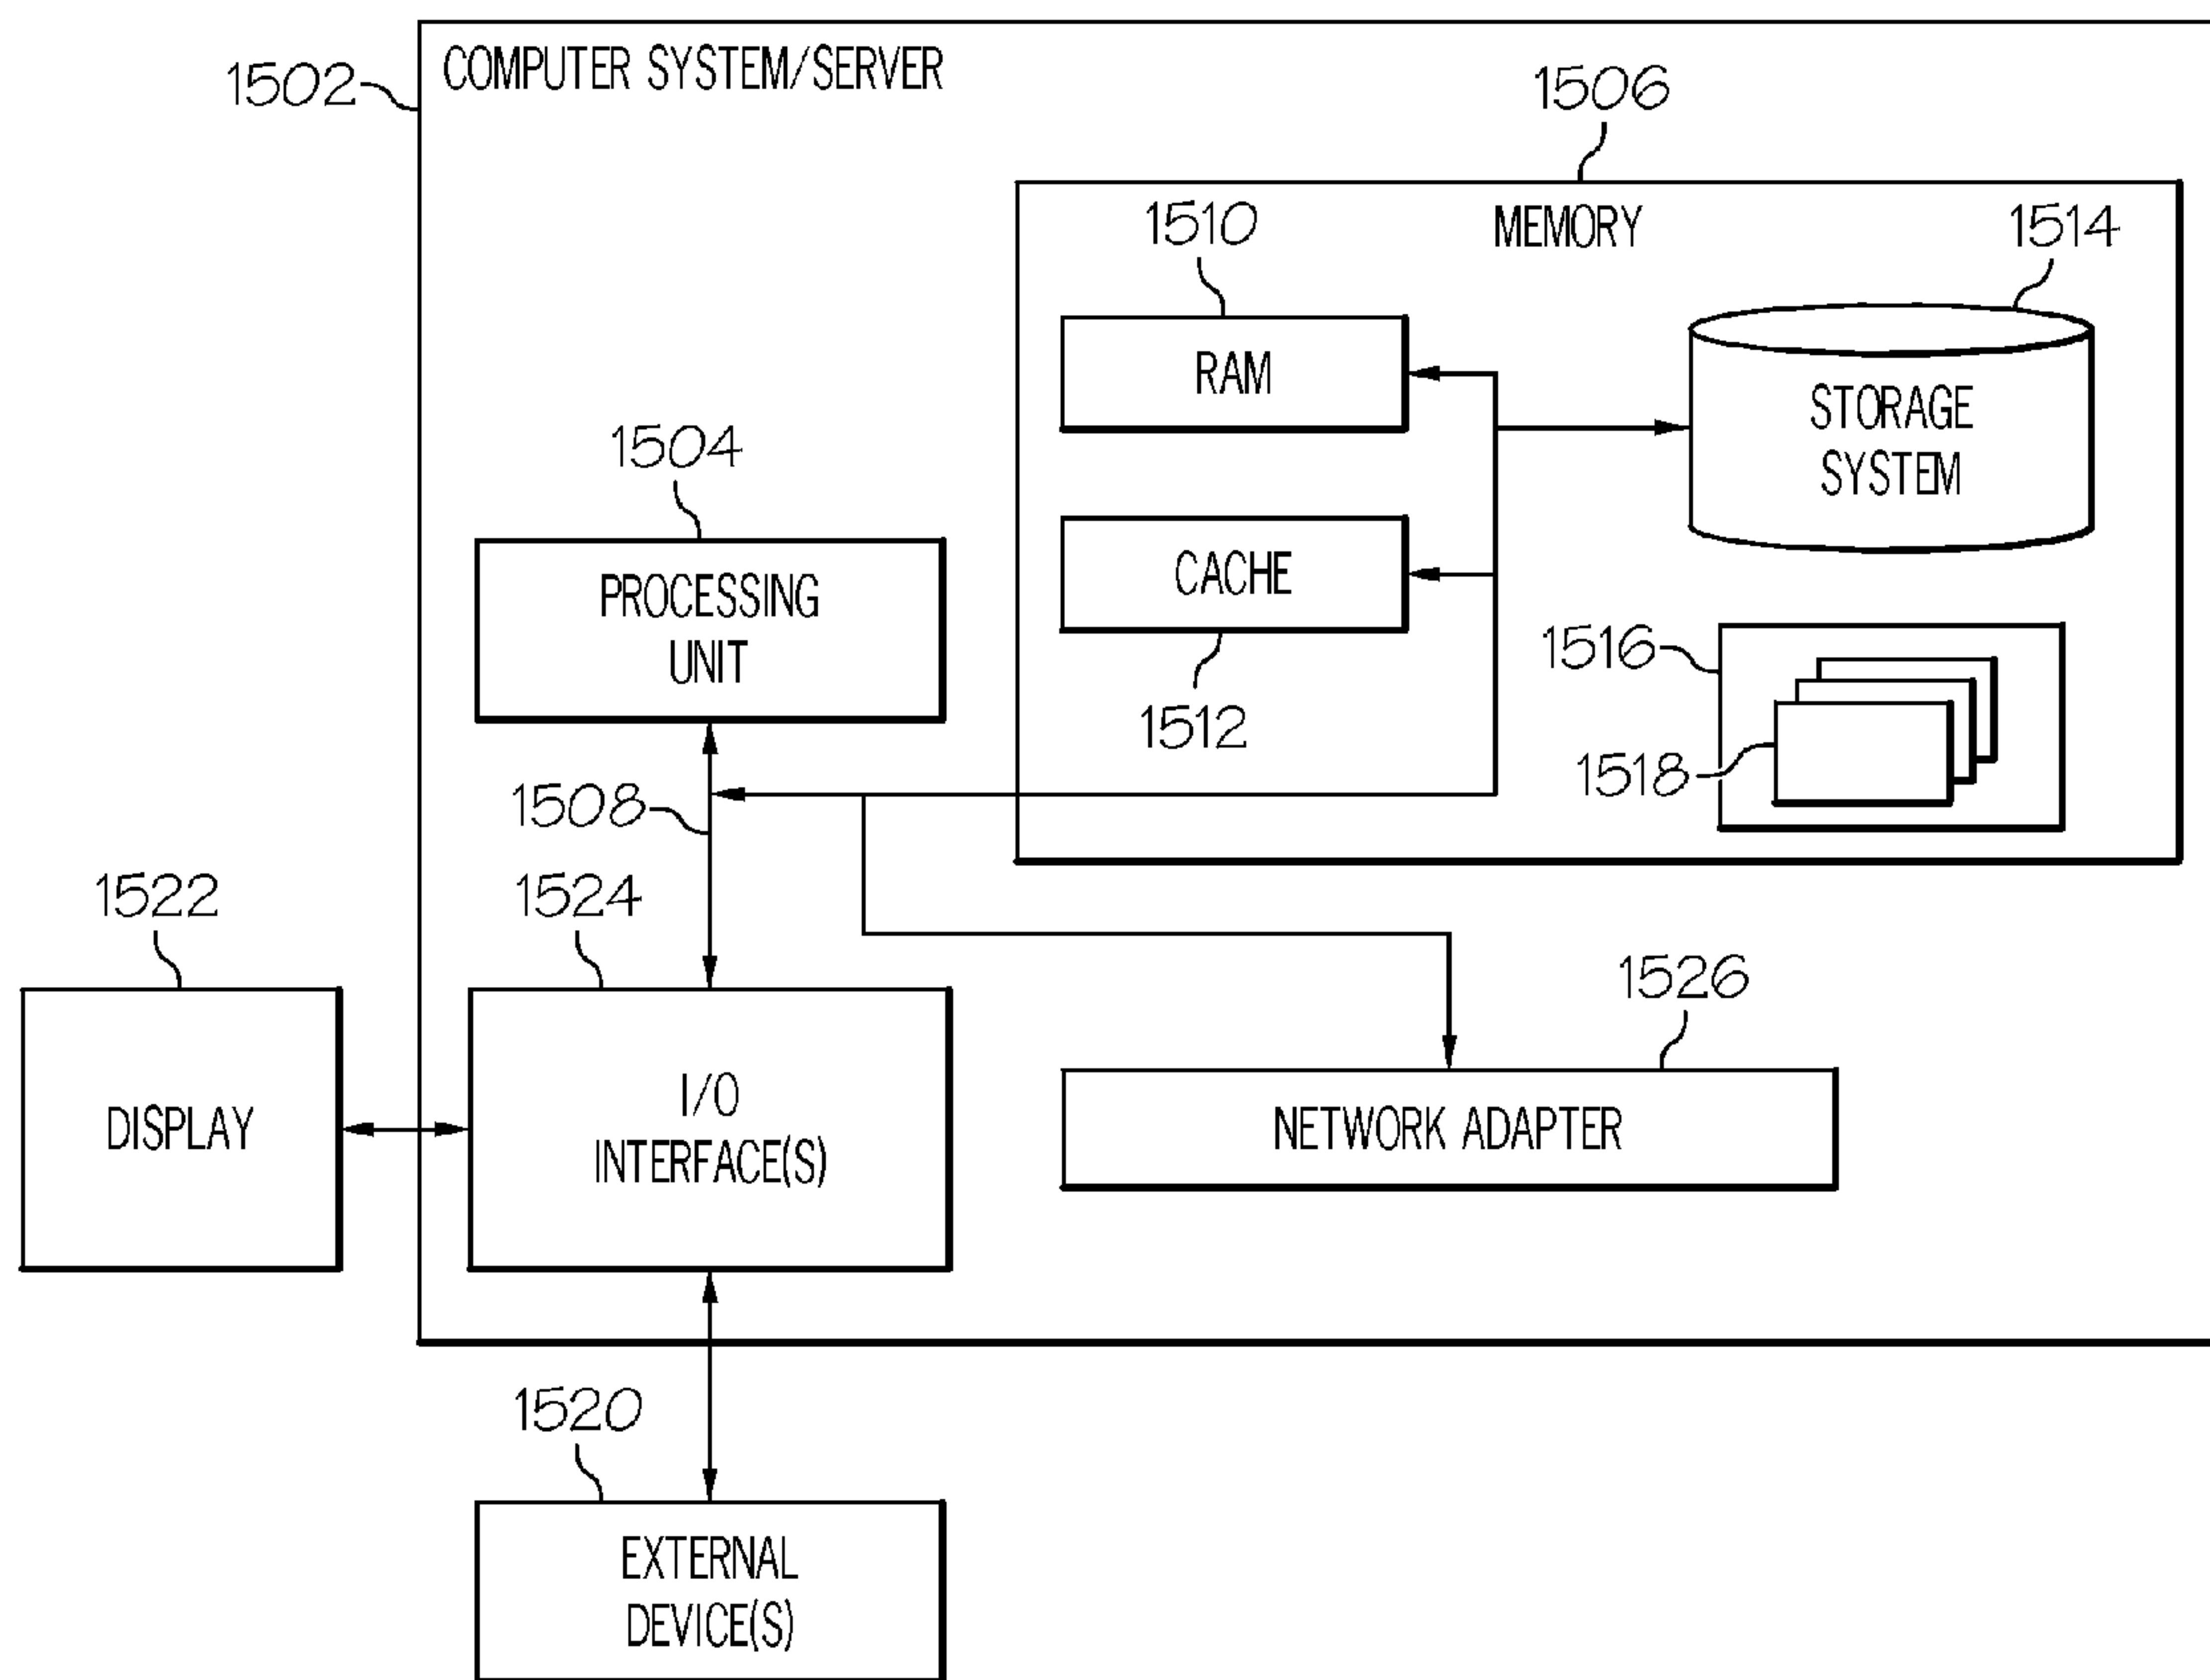 1502
COMPUTER SYSTEM/SERVER
1506
MEMORY
1510
1514
RAM
STORAGE
SYSTEM
1504
PROCESSING
UNIT
CACHE
1512
1516
1518
1508
1522
1524
1526
DISPLAY
I/O
INTERFACE(S)
NETWORK ADAPTER
1520
EXTERNAL
DEVICE(S)